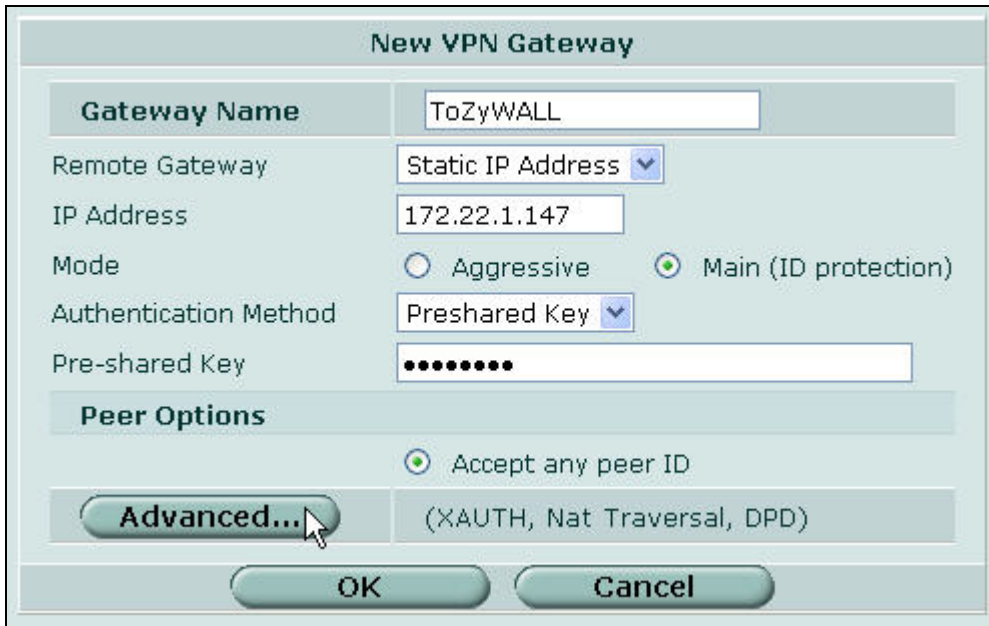 New VPN Gateway
Gateway Name ToZyWALL
Remote Gateway Static IP Address
IP Address 172.22.1.147
Mode Aggressive Main (ID protection)
Authentication Method Preshared Key
Pre-shared Key ••••••••
Peer Options
Accept any peer ID
Advanced... (XAUTH, Nat Traversal, DPD)
OK Cancel